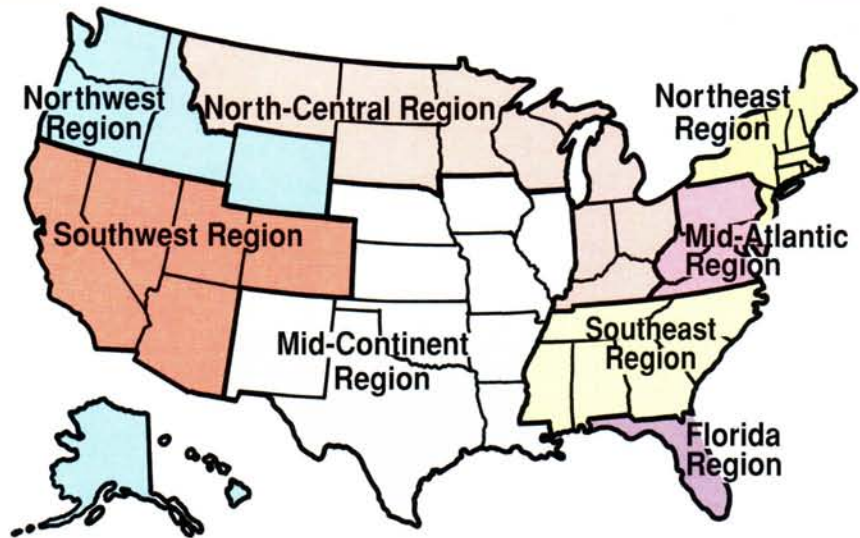 Northwest
Region
North-Central Region
Northeast
Region
Southwest Region
Mid-Atlantic
Region
Mid-Continent
Region
Southeast
Region
Florida
Region